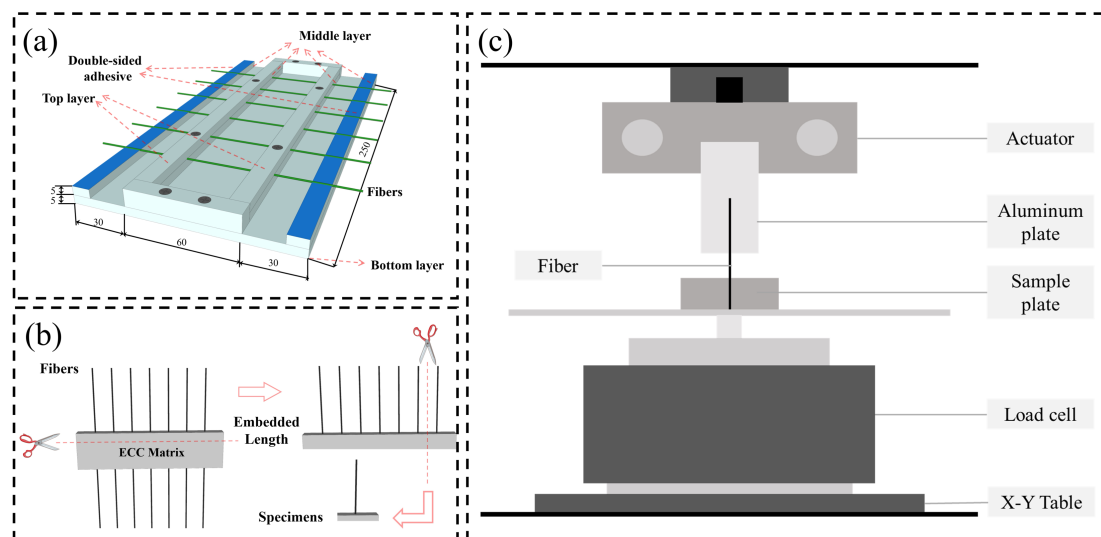 (a)
Middle layer
Double-sided
adhesive
Top layer
250
Fibers
5
5
30
60
30
Bottom layer
(b)
Fibers
Embedded
Length
ECC Matrix
Specimens
(c)
Actuator
Aluminum
plate
Fiber
Sample
plate
Load cell
X-Y Table